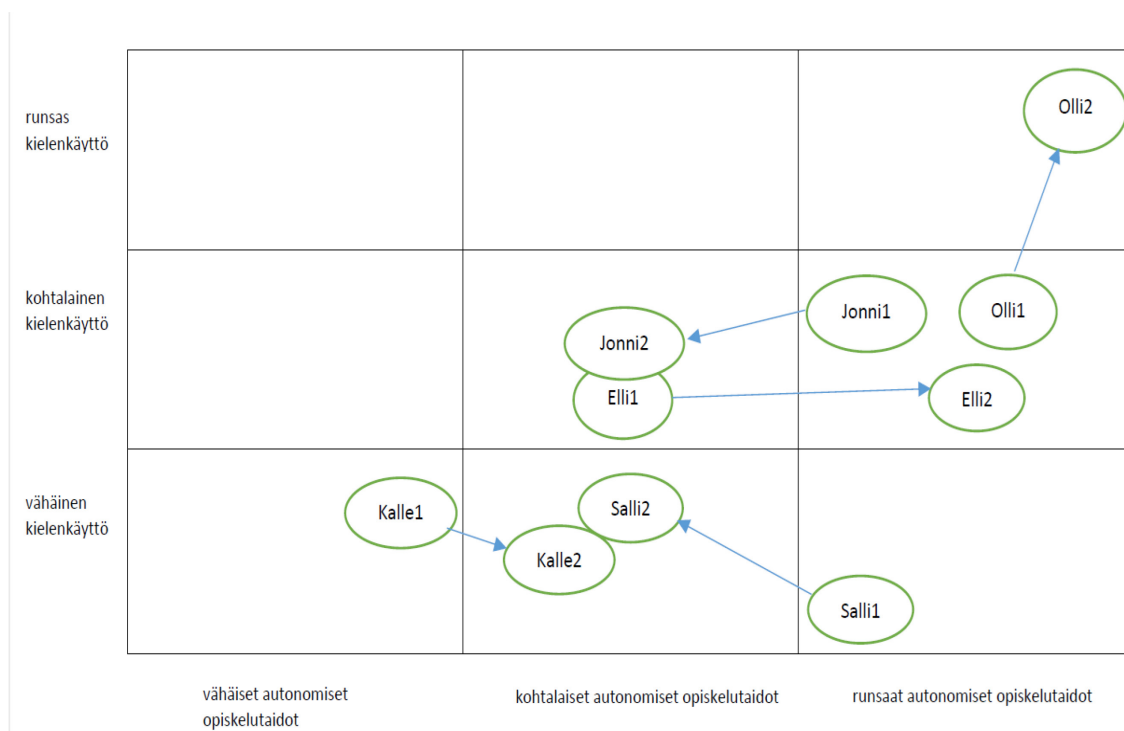 runsas
kielenkäyttö
Olli2
kohtalainen
kielenkäyttö
Jonni2
Jonni1
Olli1
Elli1
Elli2
vähäinen
kielenkäyttö
Kalle1
Salli2
Kalle2
Salli1
vähäiset autonomiset
opiskelutaidot
kohtalaiset autonomiset opiskelutaidot
runsaat autonomiset opiskelutaidot